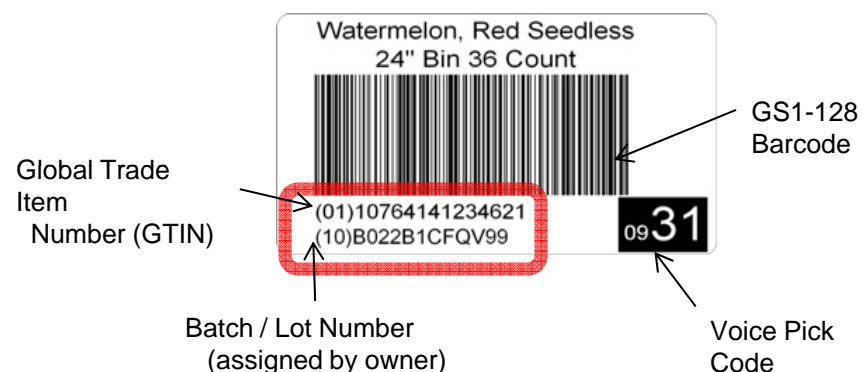 Watermelon, Red Seedless
24" Bin 36 Count
GS1-128
Barcode
Global Trade
Item
Number (GTIN)
(01)10764141234621
(10)B022B1CFQV99
0931
Batch / Lot Number
(assigned by owner)
Voice Pick
Code